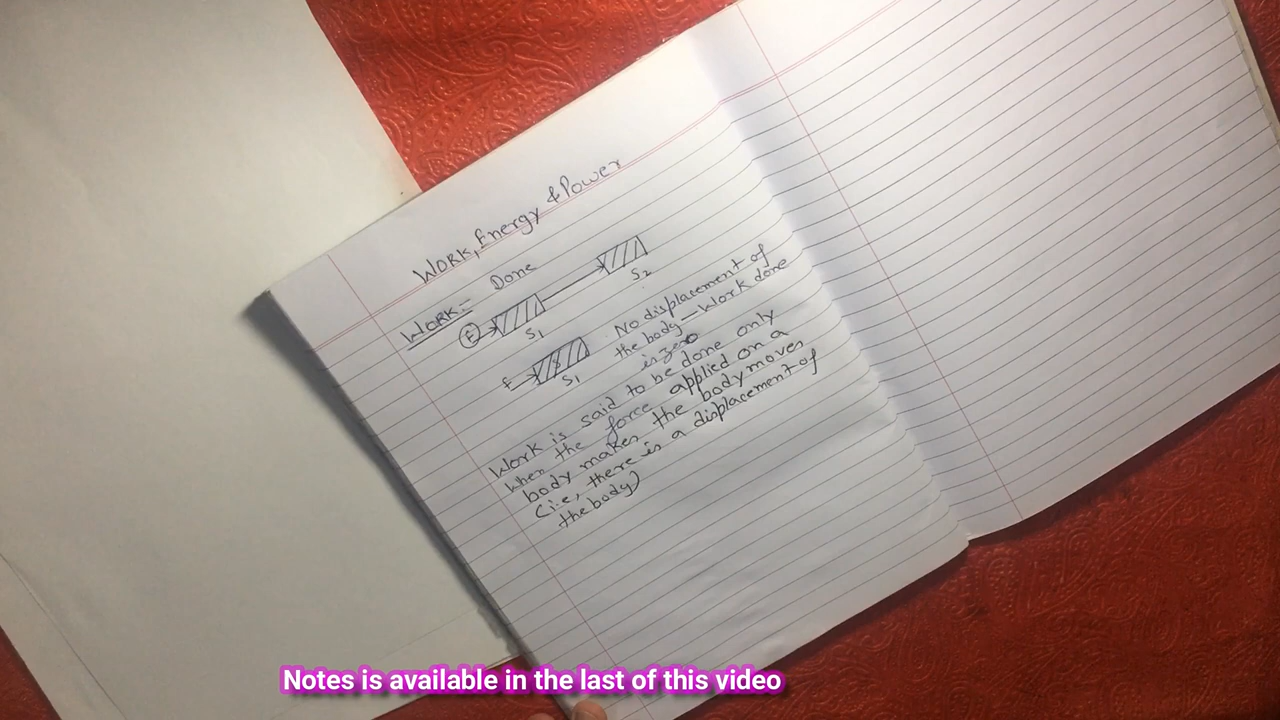 WORK, Energy & Power
WORK:- Done
F
S1
S2
F
S1
No displacement of
the body — Work done
is zero
Work is said to be done only
when the force applied on a
body makes the body moves
(i.e, there is a displacement of
the body)
Notes is available in the last of this video